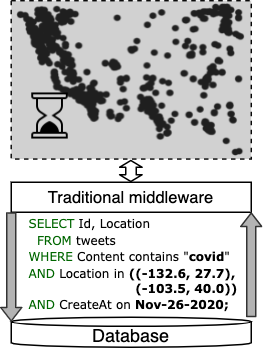 Traditional middleware
SELECT Id, Location
FROM tweets
WHERE Content contains "covid"
AND Location in ((-132.6, 27.7),
(-103.5, 40.0))
AND CreateAt on Nov-26-2020;
Database